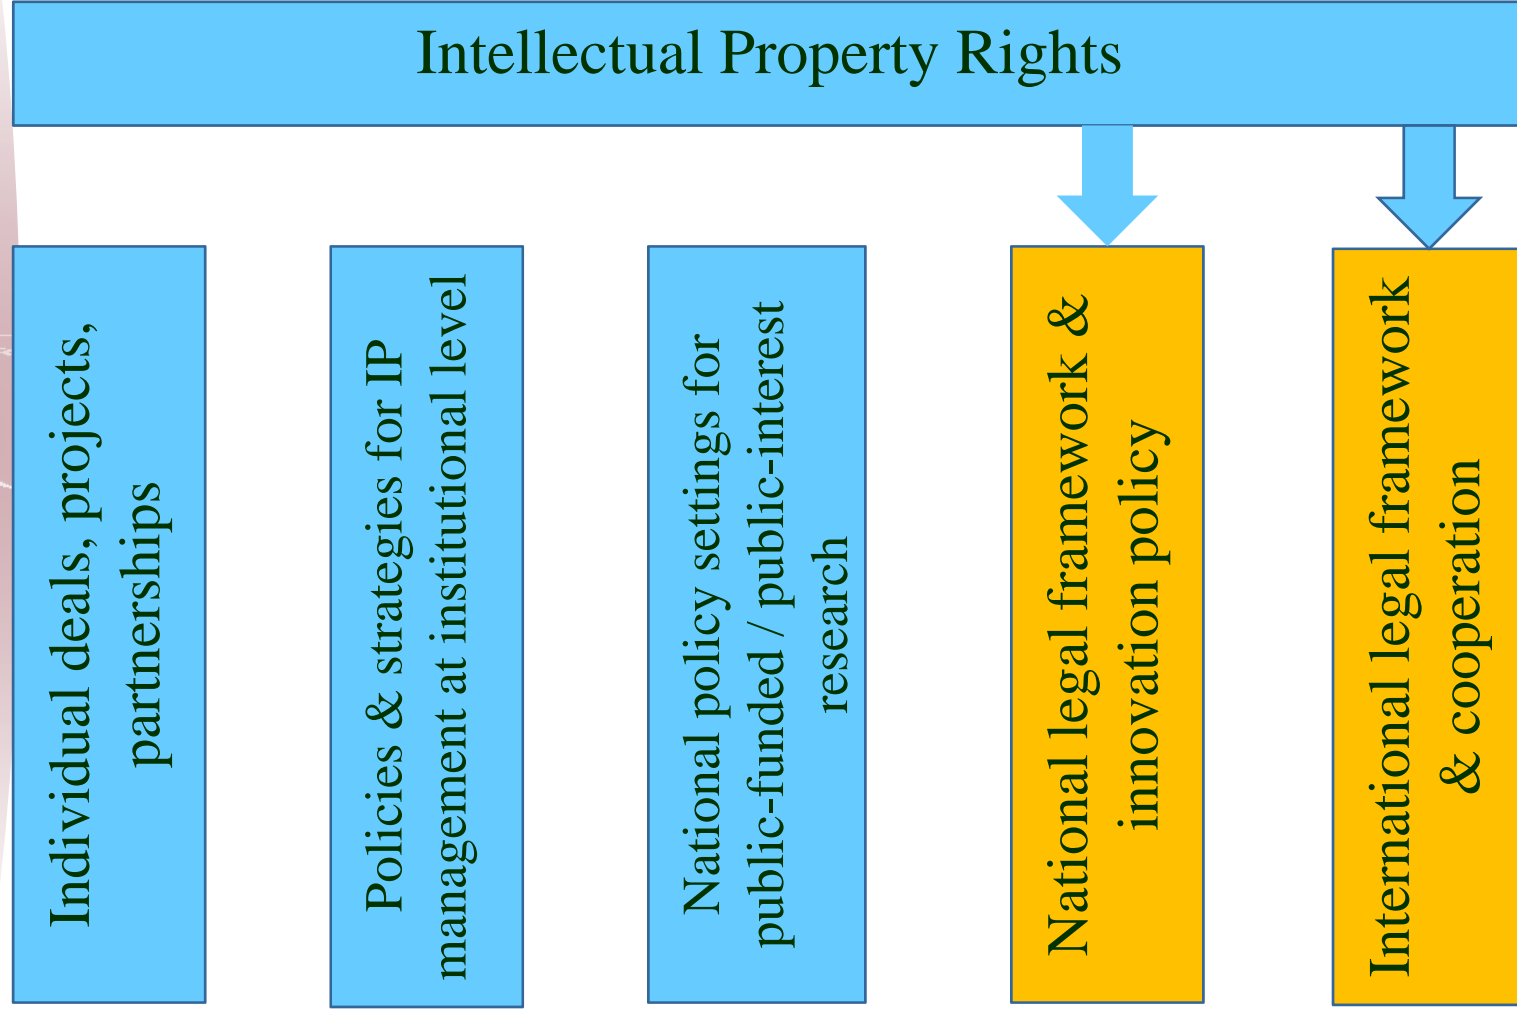 Intellectual Property Rights
Individual deals, projects,
partnerships
Policies & strategies for IP
management at institutional level
National policy settings for
public-funded / public-interest
research
National legal framework &
innovation policy
International legal framework
& cooperation